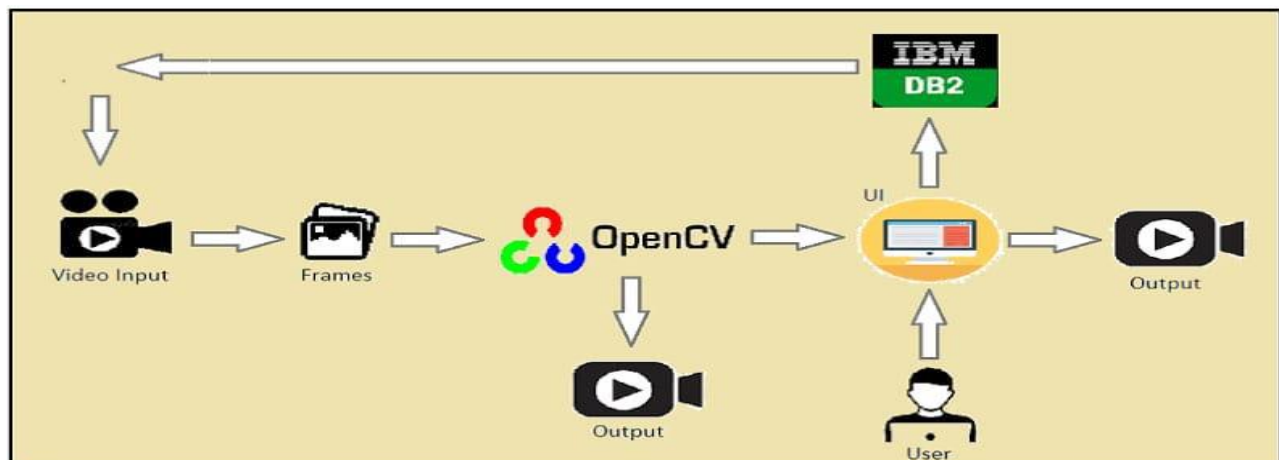 IBM
DB2
UI
OpenCV
Video Input
Frames
Output
Output
User